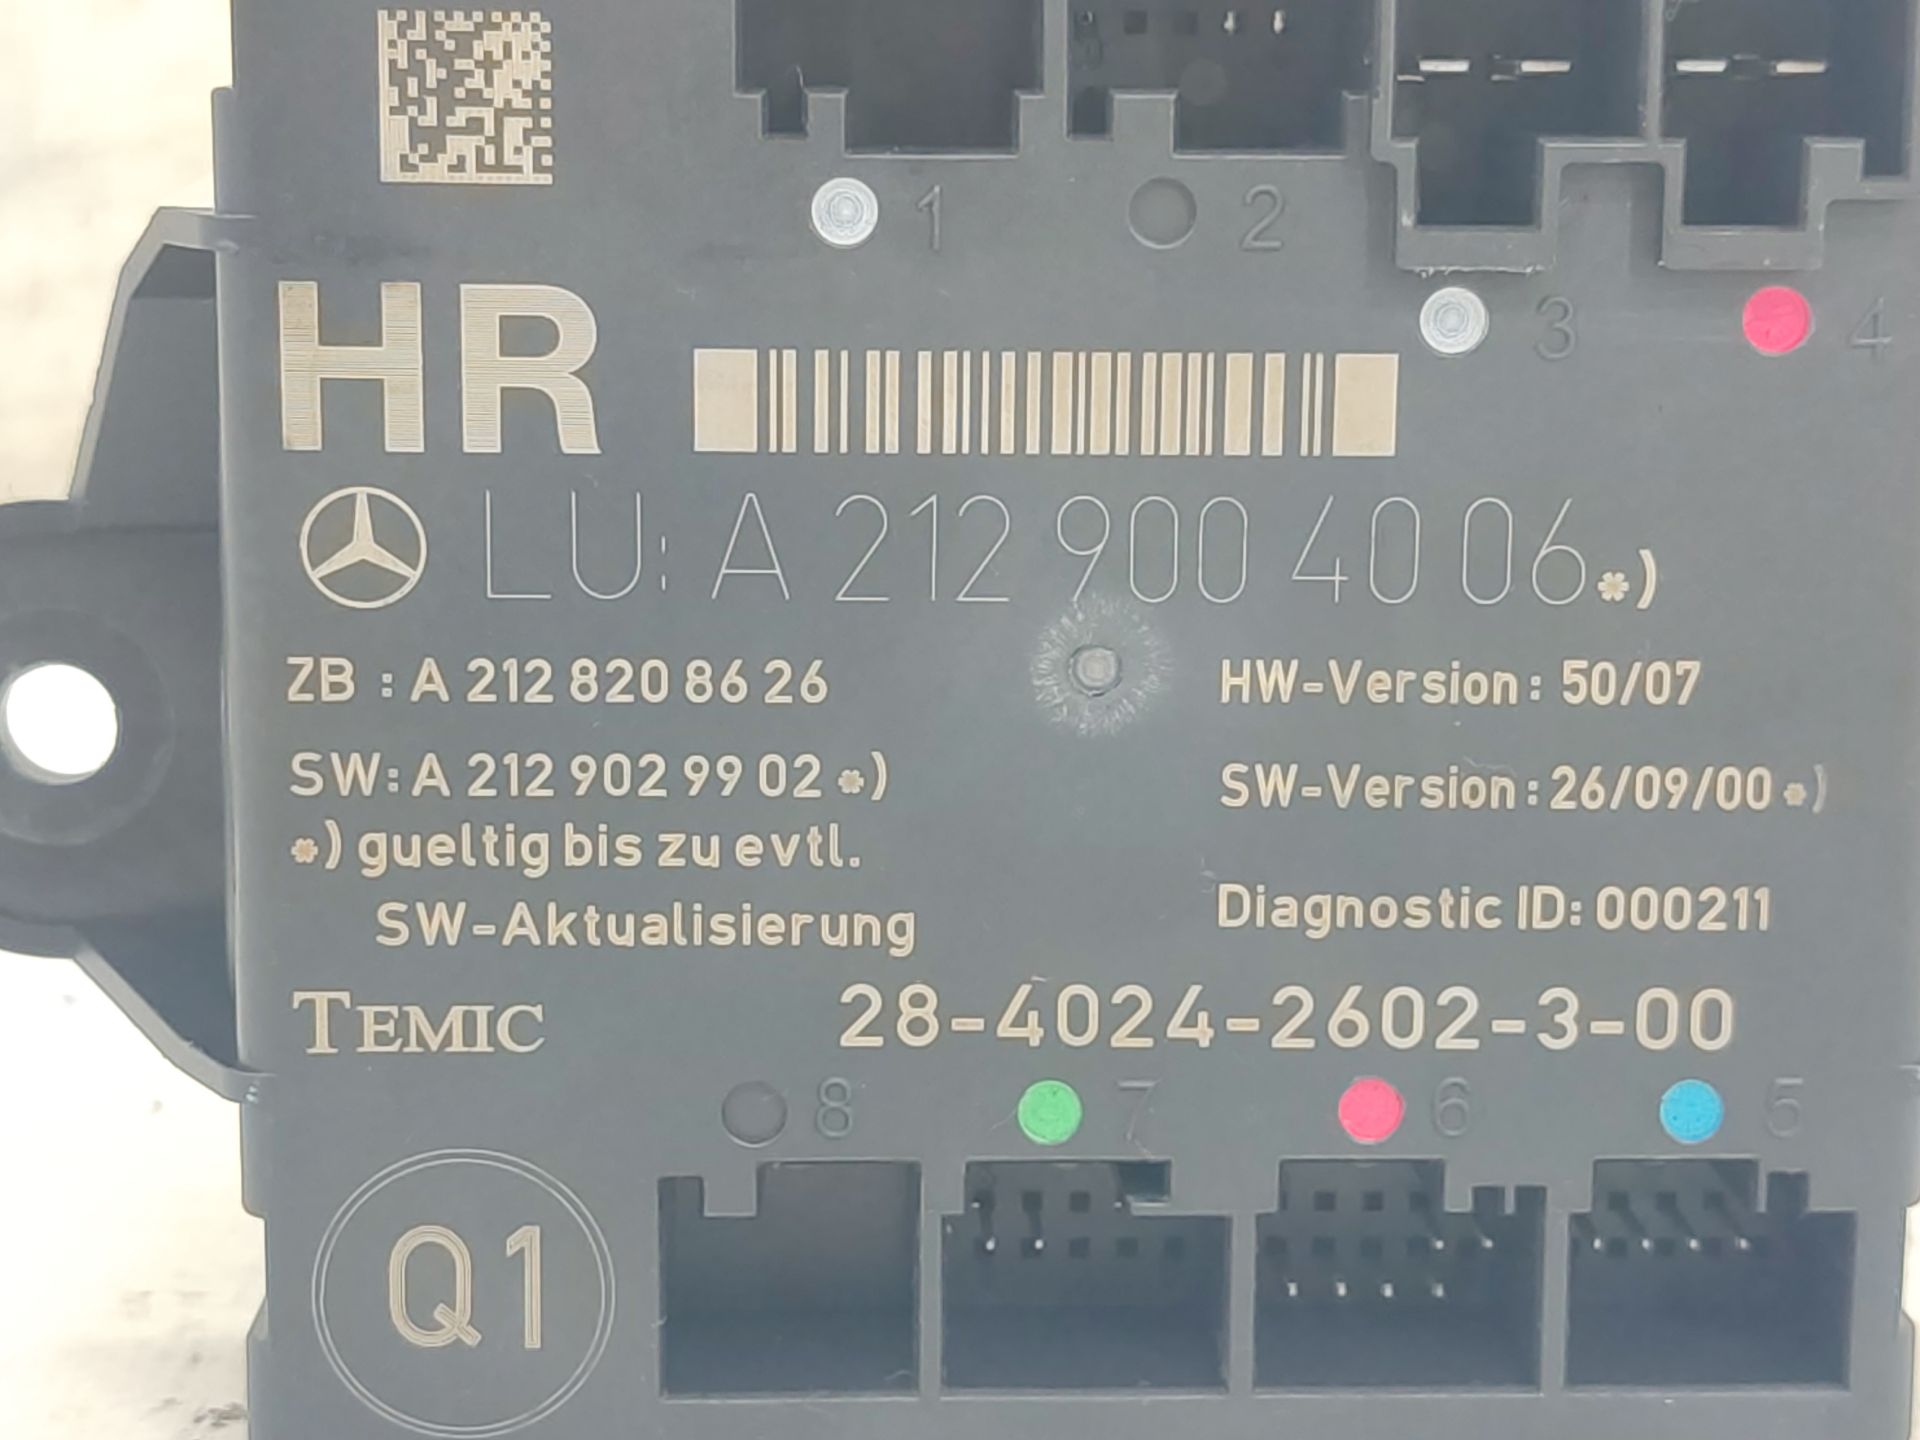 1 2
3 4
HR
LU: A 212 900 40 06 *)
ZB : A 212 820 86 26 HW-Version: 50/07
SW: A 212 902 99 02 *) SW-Version: 26/09/00 *)
*) gueltig bis zu evtl.
SW-Aktualisierung Diagnostic ID: 000211
TEMIC 28-4024-2602-3-00
8 7 6 5
Q1